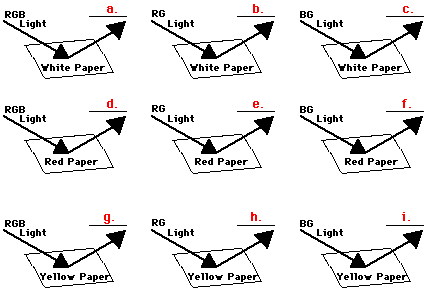 RGB Light a.
White Paper
RG Light b.
White Paper
BG Light c.
White Paper
RGB Light d.
Red Paper
RG Light e.
Red Paper
BG Light f.
Red Paper
RGB Light g.
Yellow Paper
RG Light h.
Yellow Paper
BG Light i.
Yellow Paper